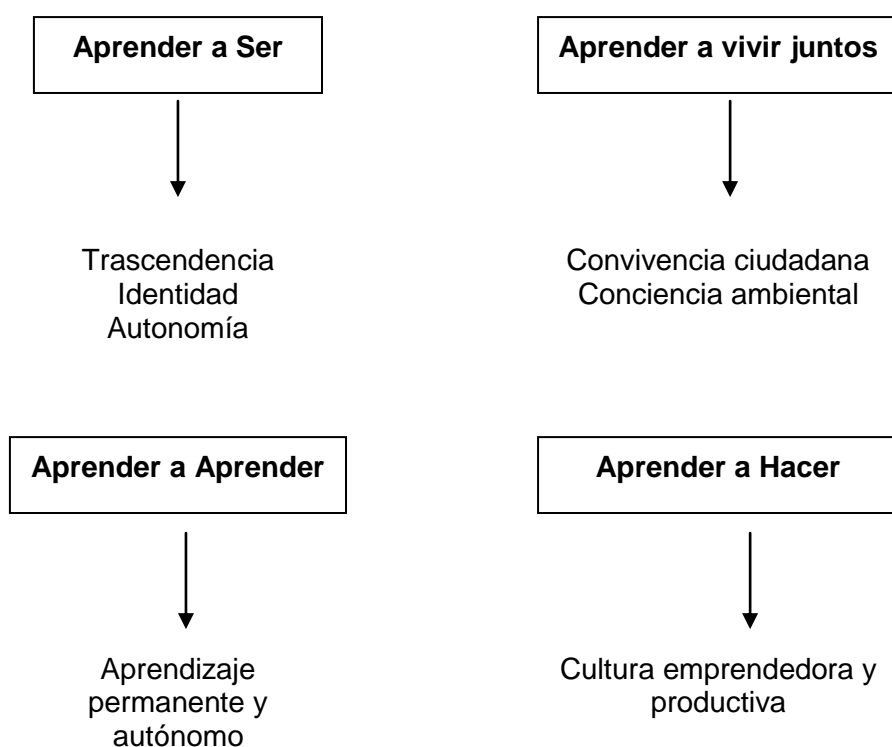 Aprender a Ser
Aprender a vivir juntos
Trascendencia
Identidad
Autonomía
Convivencia ciudadana
Conciencia ambiental
Aprender a Aprender
Aprender a Hacer
Aprendizaje
permanente y
autónomo
Cultura emprendedora y
productiva